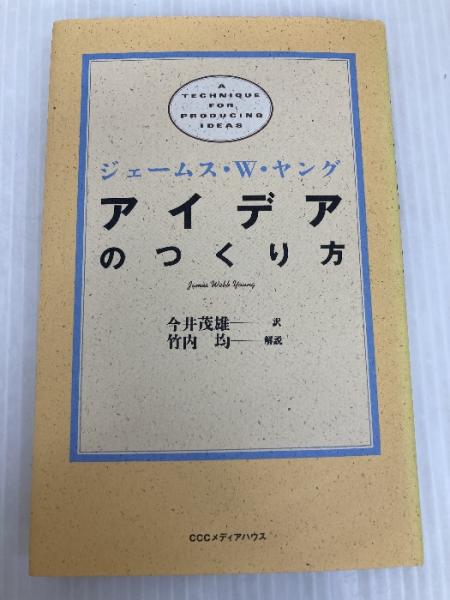 A
TECHNIQUE
FOR
PRODUCING
IDEAS
ジェームス・W・ヤング
アイデア
のつくり方
James Webb Young
今井茂雄──訳
竹内 均──解説
CCCメディアハウス